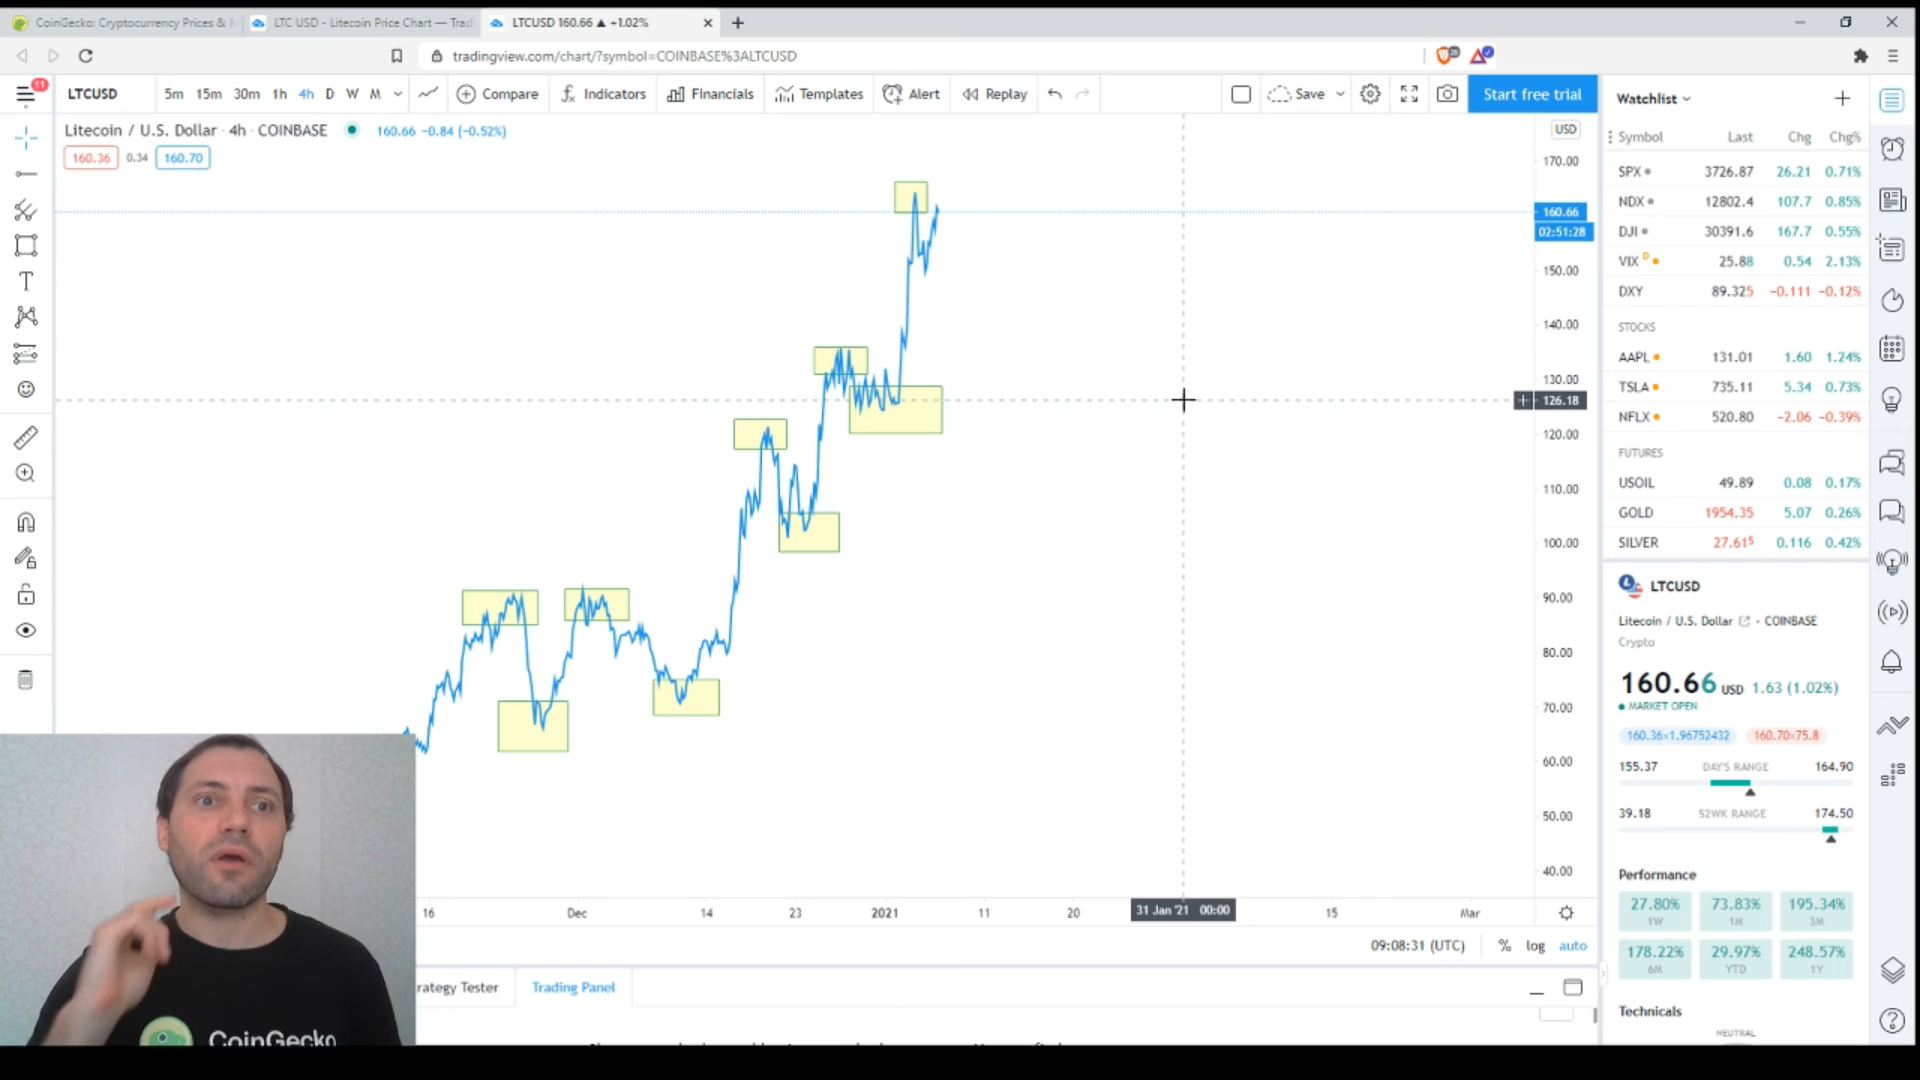 CoinGecko: Cryptocurrency Prices & M
LTC USD - Litecoin Price Chart — Tradi
LTCUSD 160.66 ▲ +1.02%
tradingview.com/chart/?symbol=COINBASE%3ALTCUSD
11
LTCUSD 5m 15m 30m 1h 4h D W M Compare Indicators Financials Templates Alert Replay Save Start free trial
Litecoin / U.S. Dollar · 4h · COINBASE 160.66 −0.84 (−0.52%)
160.36 0.34 160.70
USD
170.00
160.66
02:51:28
150.00
140.00
130.00
126.18
120.00
110.00
100.00
90.00
80.00
70.00
60.00
50.00
40.00
16 Dec 14 23 2021 11 20 31 Jan '21 00:00 15 Mar
09:08:31 (UTC) % log auto
rategy Tester Trading Panel
CoinGecko
Watchlist
Symbol Last Chg Chg%
SPX 3726.87 26.21 0.71%
NDX 12802.4 107.7 0.85%
DJI 30391.6 167.7 0.55%
VIX D 25.88 0.54 2.13%
DXY 89.325 −0.111 −0.12%
STOCKS
AAPL 131.01 1.60 1.24%
TSLA 735.11 5.34 0.73%
NFLX 520.80 −2.06 −0.39%
FUTURES
USOIL 49.89 0.08 0.17%
GOLD 1954.35 5.07 0.26%
SILVER 27.615 0.116 0.42%
LTCUSD
Litecoin / U.S. Dollar • COINBASE
Crypto
160.66 USD 1.63 (1.02%)
MARKET OPEN
160.36×1.96752432 160.70×75.8
155.37 DAY'S RANGE 164.90
39.18 52WK RANGE 174.50
Performance
27.80% 73.83% 195.34%
1W 1M 3M
178.22% 29.97% 248.57%
6M YTD 1Y
Technicals
NEUTRAL